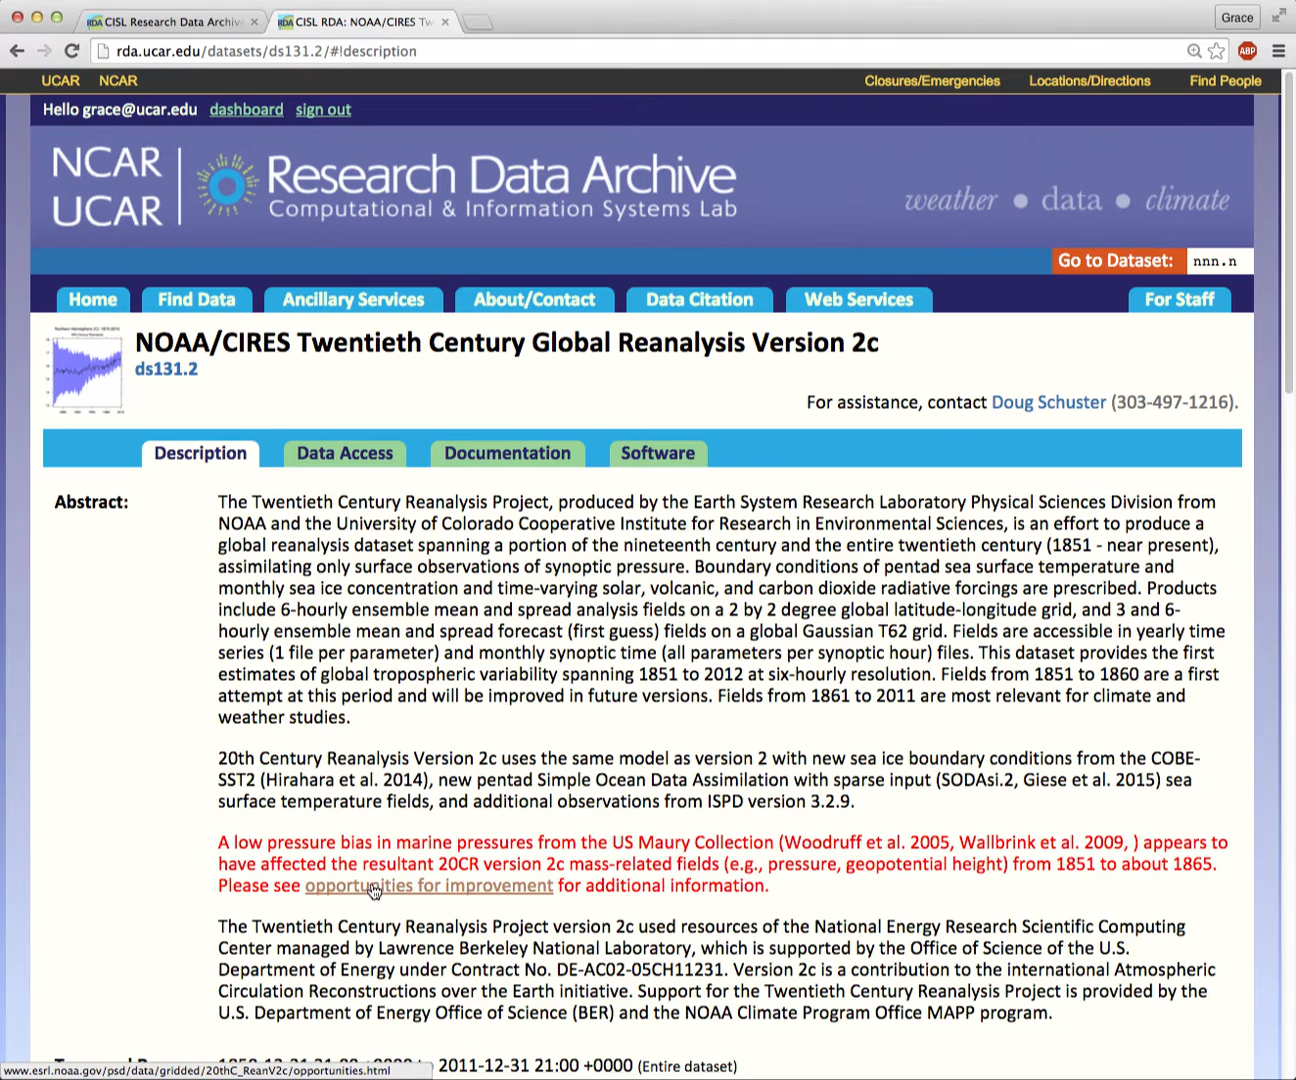 CISL Research Data Archiv
CISL RDA: NOAA/CIRES Tw
Grace
rda.ucar.edu/datasets/ds131.2/#!description
ABP
UCAR NCAR Closures/Emergencies Locations/Directions Find People
Hello grace@ucar.edu dashboard sign out
NCAR
UCAR
Research Data Archive
Computational & Information Systems Lab
weather • data • climate
Go to Dataset: nnn.n
Home Find Data Ancillary Services About/Contact Data Citation Web Services For Staff
NOAA/CIRES Twentieth Century Global Reanalysis Version 2c
ds131.2
For assistance, contact Doug Schuster (303-497-1216).
Description Data Access Documentation Software
Abstract:
The Twentieth Century Reanalysis Project, produced by the Earth System Research Laboratory Physical Sciences Division from
NOAA and the University of Colorado Cooperative Institute for Research in Environmental Sciences, is an effort to produce a
global reanalysis dataset spanning a portion of the nineteenth century and the entire twentieth century (1851 - near present),
assimilating only surface observations of synoptic pressure. Boundary conditions of pentad sea surface temperature and
monthly sea ice concentration and time-varying solar, volcanic, and carbon dioxide radiative forcings are prescribed. Products
include 6-hourly ensemble mean and spread analysis fields on a 2 by 2 degree global latitude-longitude grid, and 3 and 6-
hourly ensemble mean and spread forecast (first guess) fields on a global Gaussian T62 grid. Fields are accessible in yearly time
series (1 file per parameter) and monthly synoptic time (all parameters per synoptic hour) files. This dataset provides the first
estimates of global tropospheric variability spanning 1851 to 2012 at six-hourly resolution. Fields from 1851 to 1860 are a first
attempt at this period and will be improved in future versions. Fields from 1861 to 2011 are most relevant for climate and
weather studies.
20th Century Reanalysis Version 2c uses the same model as version 2 with new sea ice boundary conditions from the COBE-
SST2 (Hirahara et al. 2014), new pentad Simple Ocean Data Assimilation with sparse input (SODAsi.2, Giese et al. 2015) sea
surface temperature fields, and additional observations from ISPD version 3.2.9.
A low pressure bias in marine pressures from the US Maury Collection (Woodruff et al. 2005, Wallbrink et al. 2009, ) appears to
have affected the resultant 20CR version 2c mass-related fields (e.g., pressure, geopotential height) from 1851 to about 1865.
Please see opportunities for improvement for additional information.
The Twentieth Century Reanalysis Project version 2c used resources of the National Energy Research Scientific Computing
Center managed by Lawrence Berkeley National Laboratory, which is supported by the Office of Science of the U.S.
Department of Energy under Contract No. DE-AC02-05CH11231. Version 2c is a contribution to the international Atmospheric
Circulation Reconstructions over the Earth initiative. Support for the Twentieth Century Reanalysis Project is provided by the
U.S. Department of Energy Office of Science (BER) and the NOAA Climate Program Office MAPP program.
2011-12-31 21:00 +0000 (Entire dataset)
www.esrl.noaa.gov/psd/data/gridded/20thC_ReanV2c/opportunities.html